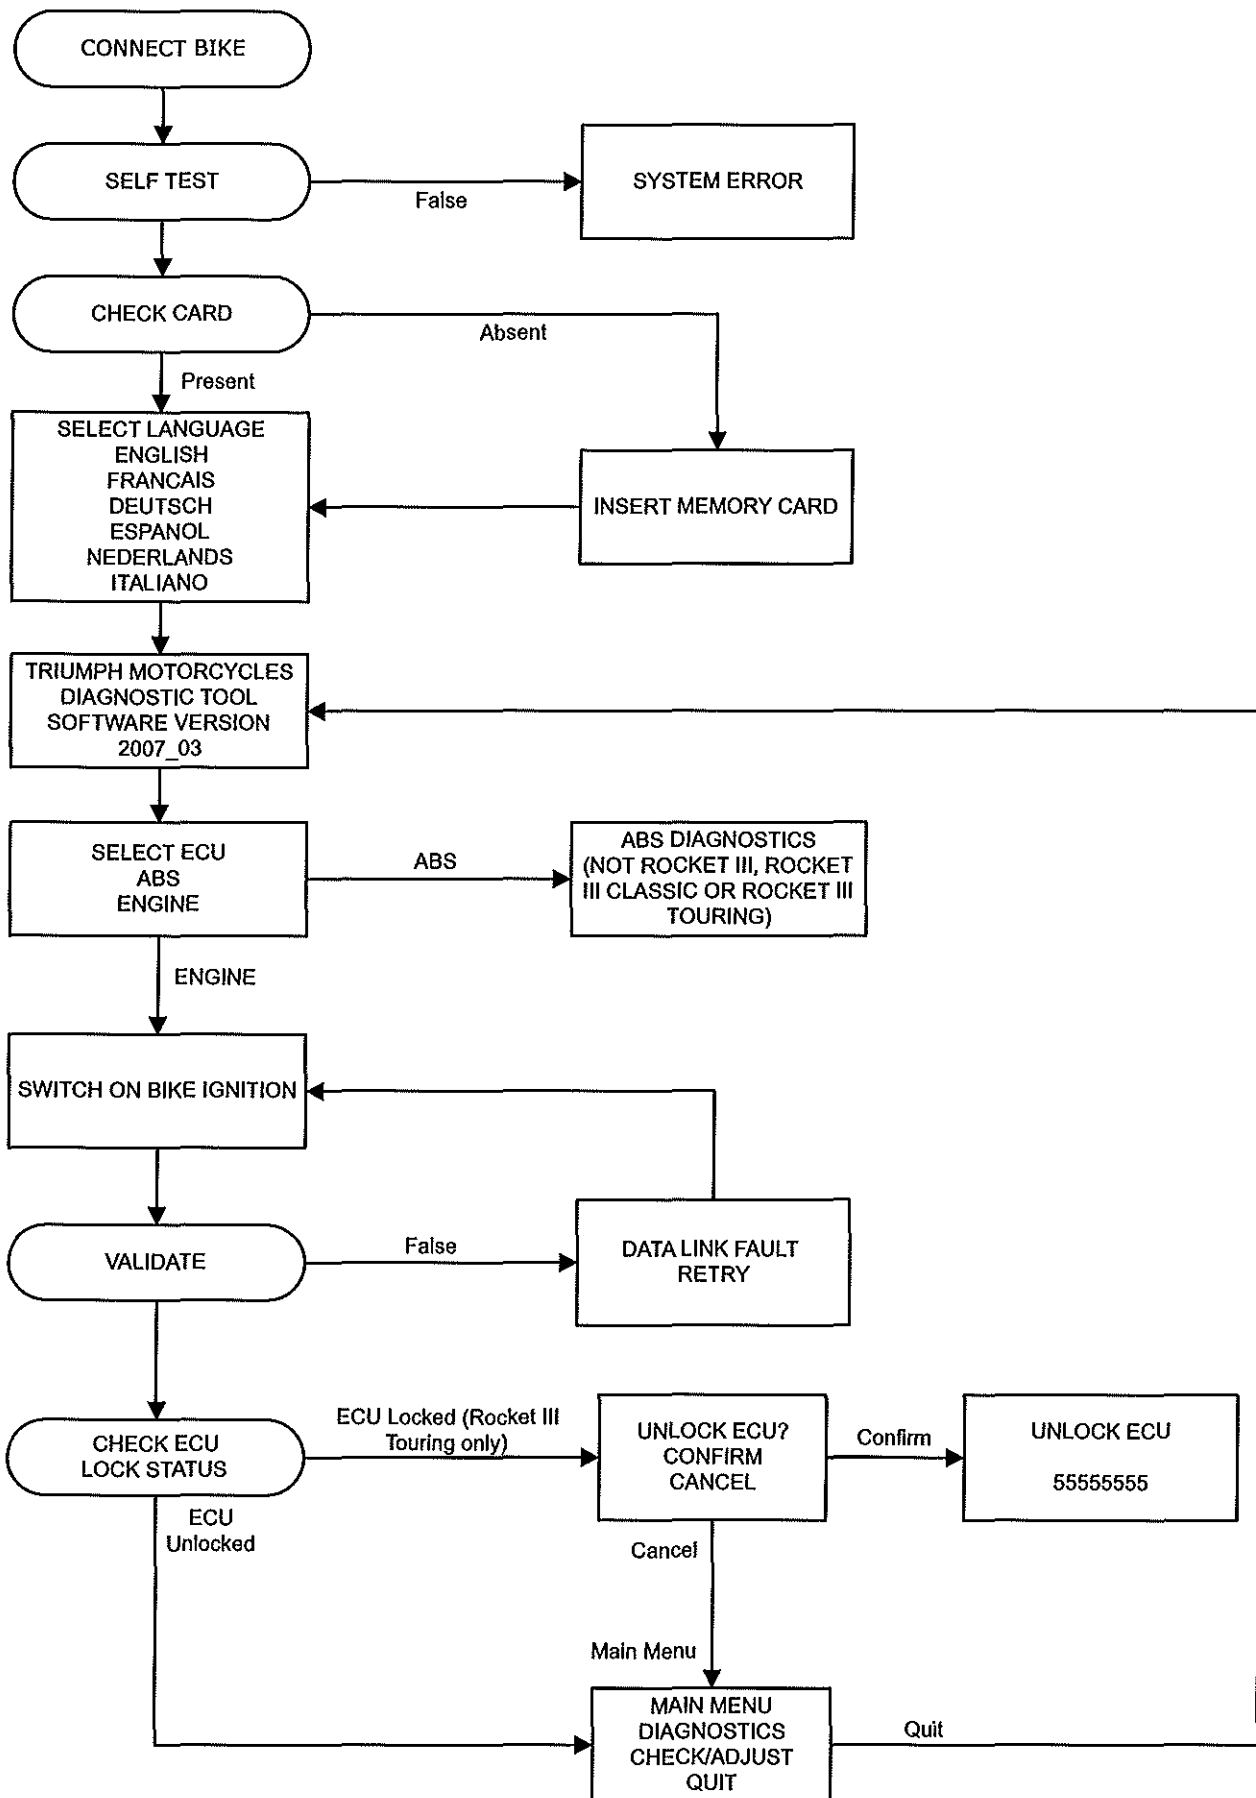 CONNECT BIKE
SELF TEST
False
SYSTEM ERROR
CHECK CARD
Absent
Present
SELECT LANGUAGE
ENGLISH
FRANCAIS
DEUTSCH
ESPANOL
NEDERLANDS
ITALIANO
INSERT MEMORY CARD
TRIUMPH MOTORCYCLES
DIAGNOSTIC TOOL
SOFTWARE VERSION
2007_03
SELECT ECU
ABS
ENGINE
ABS
ABS DIAGNOSTICS
(NOT ROCKET III, ROCKET
III CLASSIC OR ROCKET III
TOURING)
ENGINE
SWITCH ON BIKE IGNITION
VALIDATE
False
DATA LINK FAULT
RETRY
CHECK ECU
LOCK STATUS
ECU Locked (Rocket III
Touring only)
UNLOCK ECU?
CONFIRM
CANCEL
Confirm
UNLOCK ECU
55555555
ECU
Unlocked
Cancel
Main Menu
MAIN MENU
DIAGNOSTICS
CHECK/ADJUST
QUIT
Quit